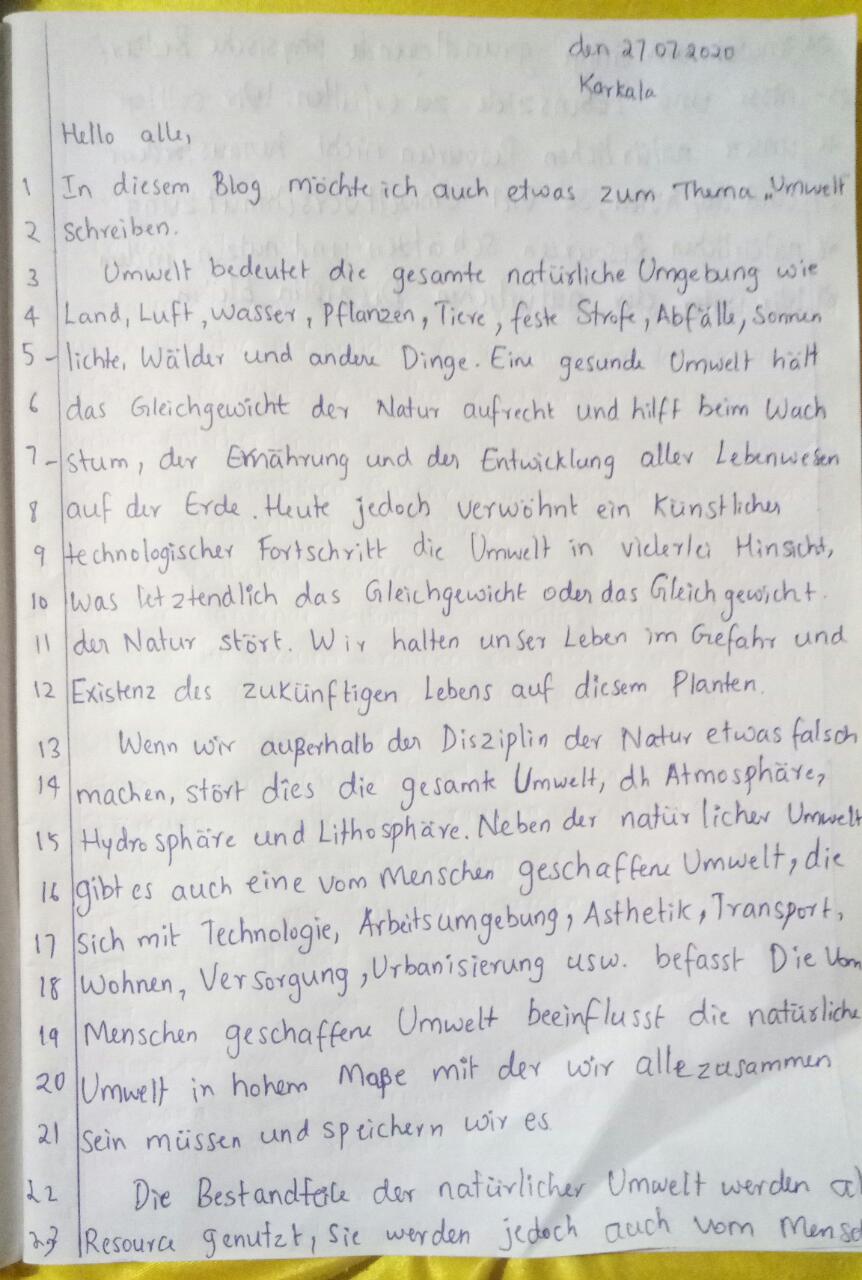 den 27 07 2020
Karkala
Hello alle,
1 In diesem Blog möchte ich auch etwas zum Thema „Umwelt
2 Schreiben.
3 Umwelt bedeutet die gesamte natürliche Umgebung wie
4 Land, Luft, Wasser, Pflanzen, Tiere, feste Strofe, Abfälle, Sonnen
5 - lichte, Wälder und andere Dinge. Eine gesunde Umwelt hält
6 das Gleichgewicht der Natur aufrecht und hilft beim Wach
7 - stum, der Ernährung und der Entwicklung aller Lebenwesen
8 auf der Erde. Heute jedoch verwöhnt ein Künstlicher
9 technologischer Fortschritt die Umwelt in vielerlei Hinsicht,
10 Was letztendlich das Gleichgewicht oder das Gleichgewicht.
11 der Natur stört. Wir halten unser Leben im Gefahr und
12 Existenz des zukünftigen Lebens auf diesem Planten.
13 Wenn wir außerhalb der Disziplin der Natur etwas falsch
14 machen, stört dies die gesamte Umwelt, dh Atmosphäre,
15 Hydrosphäre und Lithosphäre. Neben der natürlicher Umwelt
16 gibt es auch eine vom Menschen geschaffene Umwelt, die
17 Sich mit Technologie, Arbeitsumgebung, Asthetik, Transport,
18 Wohnen, Versorgung, Urbanisierung usw. befasst Die Vom
19 Menschen geschaffene Umwelt beeinflusst die natürliche
20 Umwelt in hohem Maße mit der wir alle zusammen
21 Sein müssen und speichern wir es
22 Die Bestandteile der natürlicher Umwelt werden al
23 Resource genutzt, Sie werden jedoch auch vom Mensc